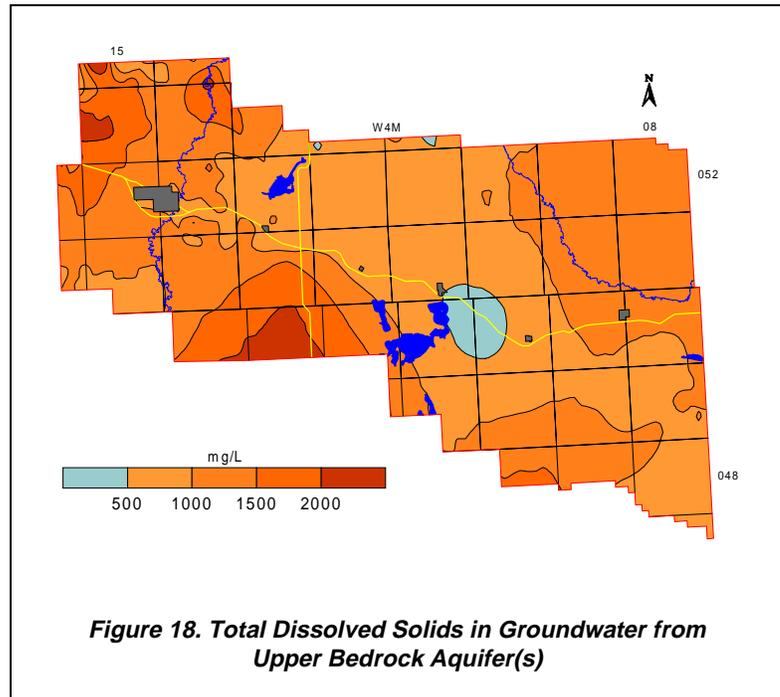 15
N
W4M
08
052
048
mg/L
500 1000 1500 2000
Figure 18. Total Dissolved Solids in Groundwater from
Upper Bedrock Aquifer(s)